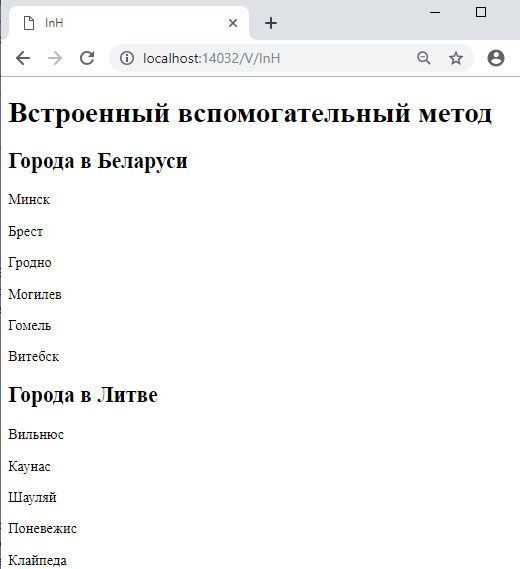 InH
localhost:14032/V/InH
Встроенный вспомогательный метод
Города в Беларуси
Минск
Брест
Гродно
Могилев
Гомель
Витебск
Города в Литве
Вильнюс
Каунас
Шауляй
Поневежис
Клайпеда